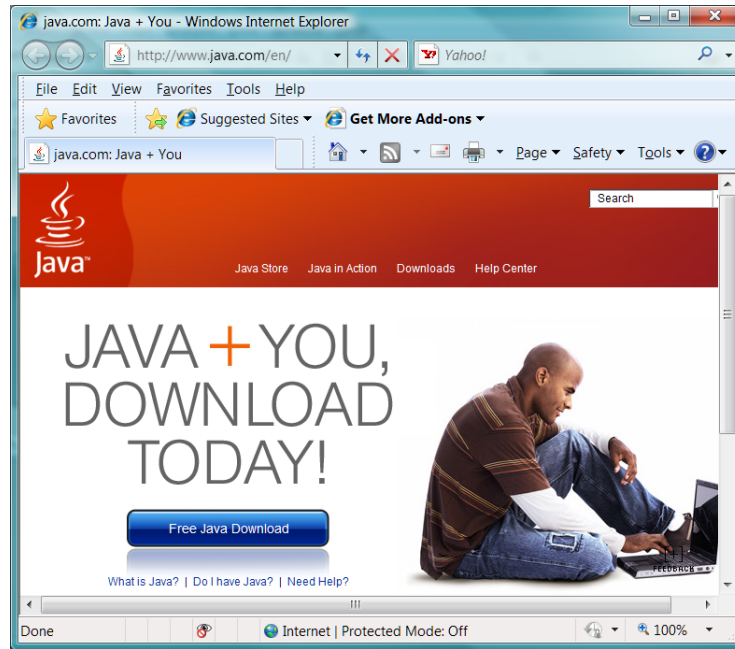 java.com: Java + You - Windows Internet Explorer
http://www.java.com/en/ Yahoo!
File Edit View Favorites Tools Help
Favorites Suggested Sites Get More Add-ons
java.com: Java + You Page Safety Tools
Search
Java™
Java Store Java in Action Downloads Help Center
JAVA + YOU,
DOWNLOAD
TODAY!
Free Java Download
[+]
FEEDBACK
What is Java? | Do I have Java? | Need Help?
Done Internet | Protected Mode: Off 100%